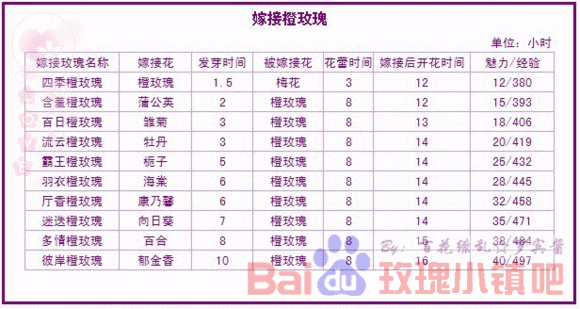 嫁接橙玫瑰
单位：小时
嫁接玫瑰名称 嫁接花 发芽时间 被嫁接花 花蕾时间 嫁接后开花时间 魅力/经验
四季橙玫瑰 橙玫瑰 1.5 梅花 3 12 12/380
含羞橙玫瑰 蒲公英 2 橙玫瑰 8 12 15/393
百日橙玫瑰 雏菊 3 橙玫瑰 8 13 18/406
流云橙玫瑰 牡丹 3 橙玫瑰 8 14 20/419
霸王橙玫瑰 栀子 5 橙玫瑰 8 14 25/432
羽衣橙玫瑰 海棠 6 橙玫瑰 8 14 28/445
厅香橙玫瑰 康乃馨 6 橙玫瑰 8 14 32/458
迷迭橙玫瑰 向日葵 7 橙玫瑰 8 14 35/471
多情橙玫瑰 百合 8 橙玫瑰 8 15 38/484
彼岸橙玫瑰 郁金香 10 橙玫瑰 8 16 40/497
By: 百花缭乱
Bai du 玫瑰小镇吧